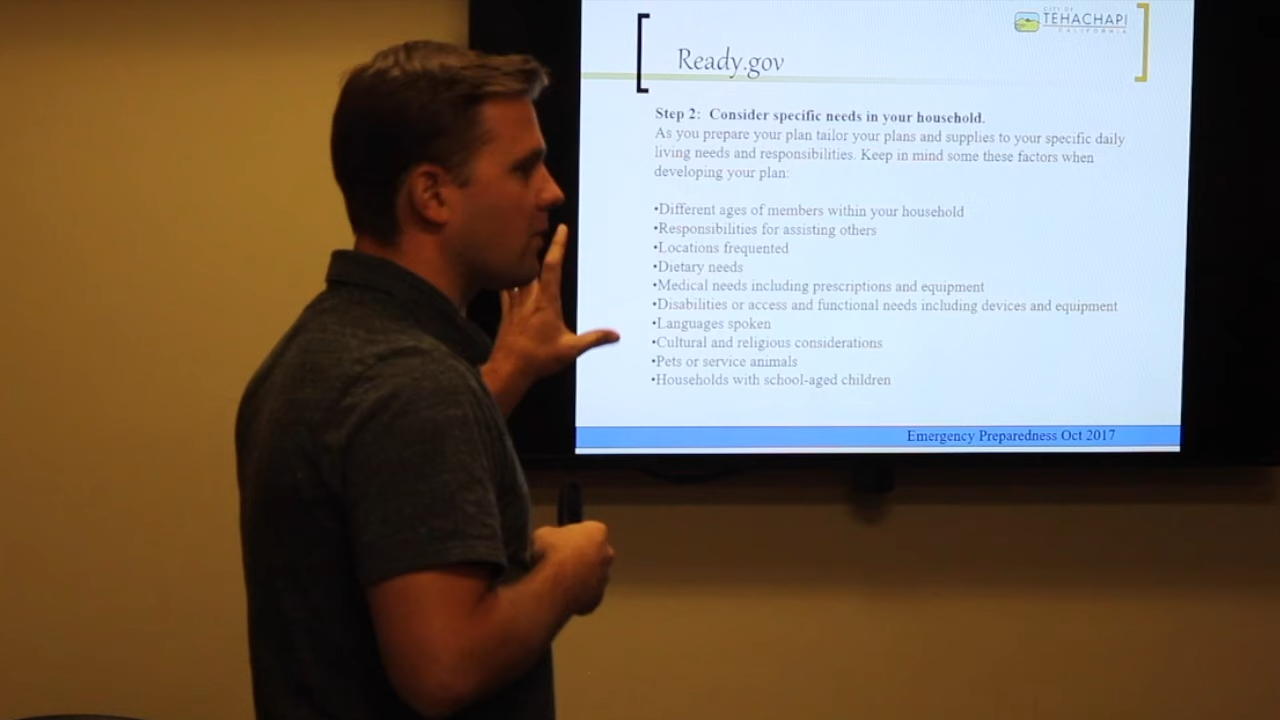 CITY OF
TEHACHAPI
CALIFORNIA
Ready.gov
Step 2: Consider specific needs in your household.
As you prepare your plan tailor your plans and supplies to your specific daily
living needs and responsibilities. Keep in mind some these factors when
developing your plan:
•Different ages of members within your household
•Responsibilities for assisting others
•Locations frequented
•Dietary needs
•Medical needs including prescriptions and equipment
•Disabilities or access and functional needs including devices and equipment
•Languages spoken
•Cultural and religious considerations
•Pets or service animals
•Households with school-aged children
Emergency Preparedness Oct 2017